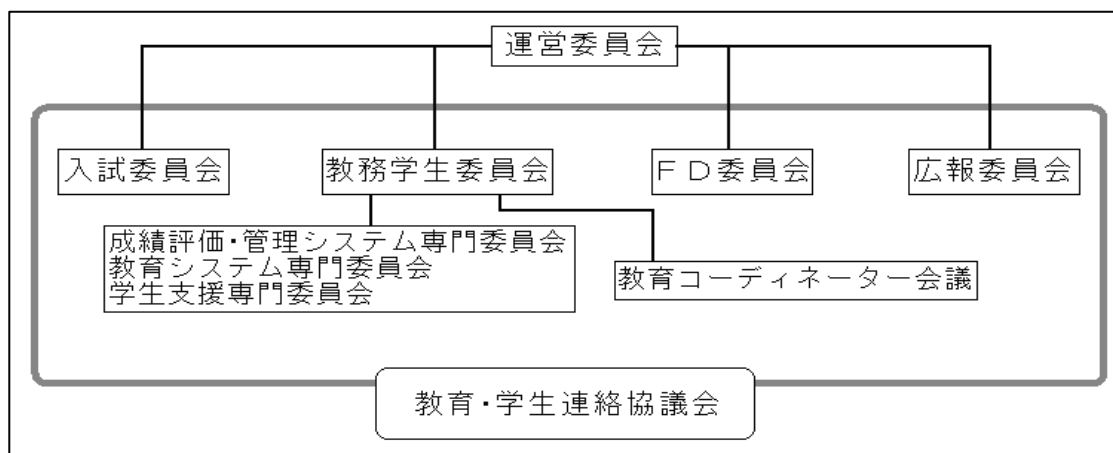 運営委員会
入試委員会
教務学生委員会
ＦＤ委員会
広報委員会
成績評価・管理システム専門委員会
教育システム専門委員会
学生支援専門委員会
教育コーディネーター会議
教育・学生連絡協議会